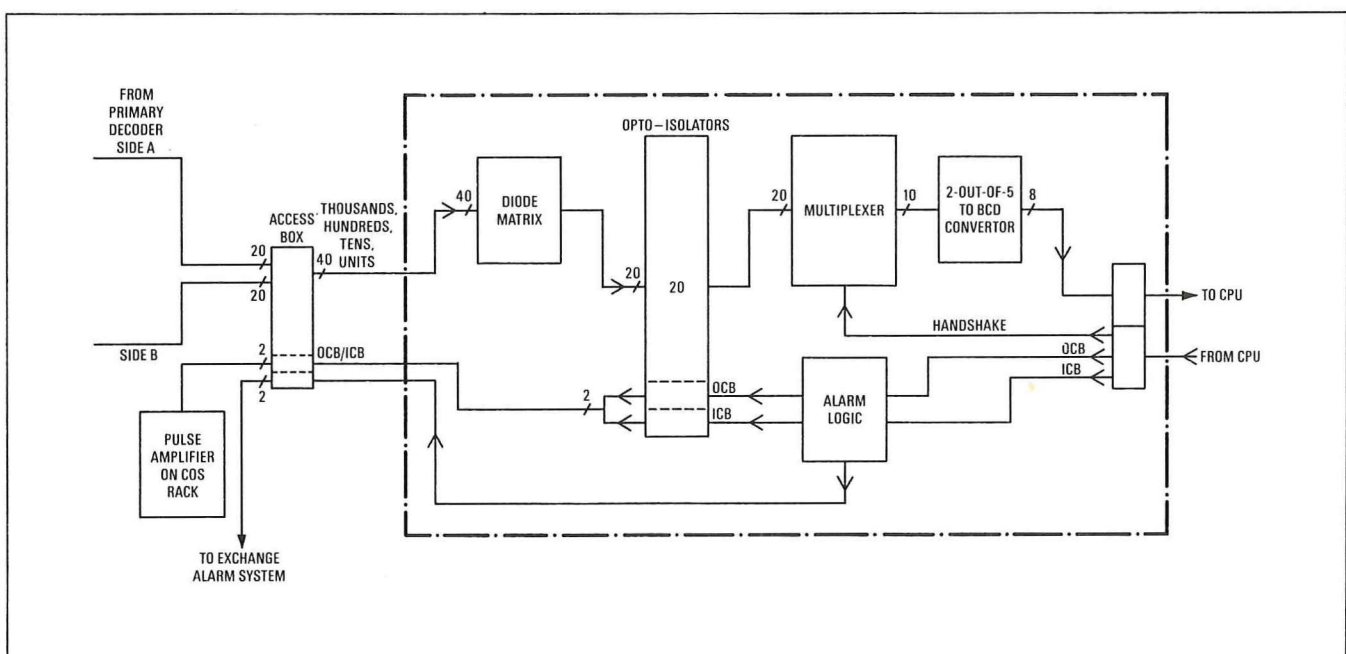 FROM
PRIMARY
DECODER
SIDE A
20
20
SIDE B
2
2
ACCESS
BOX
THOUSANDS,
HUNDREDS,
TENS,
UNITS
40
OCB/ICB
PULSE
AMPLIFIER
ON COS
RACK
TO EXCHANGE
ALARM SYSTEM
40
DIODE
MATRIX
20
OPTO–ISOLATORS
20
2
OCB
ICB
20
MULTIPLEXER
10
2-OUT-OF-5
TO BCD
CONVERTOR
8
HANDSHAKE
OCB
ICB
ALARM
LOGIC
TO CPU
FROM CPU